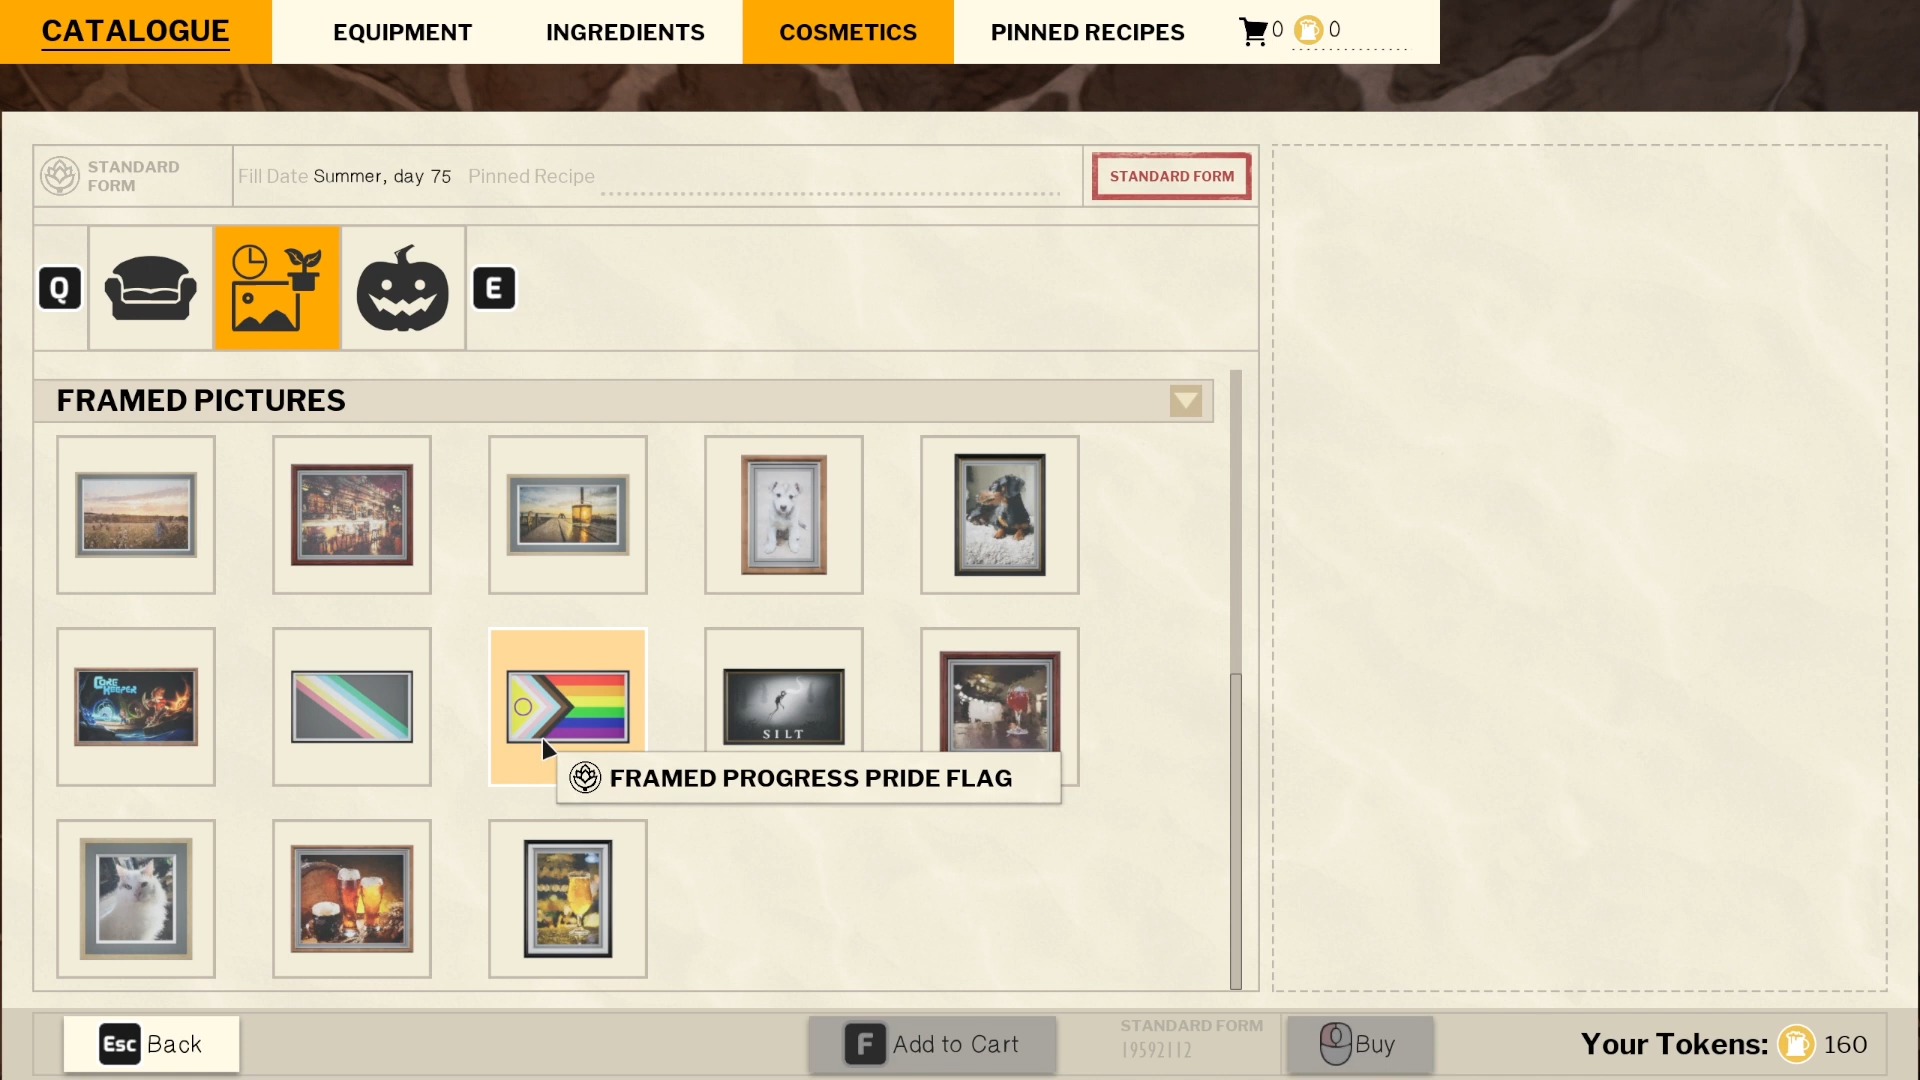 CATALOGUE
EQUIPMENT
INGREDIENTS
COSMETICS
PINNED RECIPES
0
0
STANDARD
FORM
Fill Date Summer, day 75
Pinned Recipe
STANDARD FORM
Q
E
FRAMED PICTURES
CORE
KEEPER
SILT
FRAMED PROGRESS PRIDE FLAG
Esc Back
F Add to Cart
STANDARD FORM
19592112
Buy
Your Tokens: 160